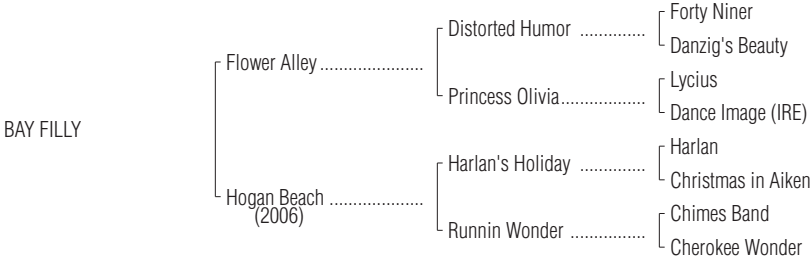 Forty Niner
Distorted Humor ..............
Danzig's Beauty
Flower Alley ......................
Lycius
Princess Olivia..................
Dance Image (IRE)
BAY FILLY
Harlan
Harlan's Holiday ..............
Christmas in Aiken
Hogan Beach ....................
(2006)
Chimes Band
Runnin Wonder ................
Cherokee Wonder